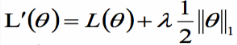 L′(θ) = L(θ) + λ 1/2 ‖θ‖₁